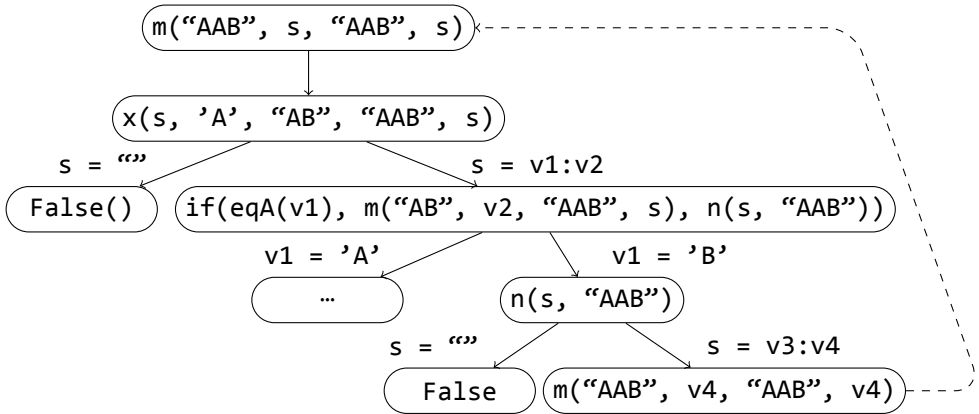 m(“AAB”, s, “AAB”, s)
x(s, ’A’, “AB”, “AAB”, s)
s = “”
s = v1:v2
False()
if(eqA(v1), m(“AB”, v2, “AAB”, s), n(s, “AAB”))
v1 = ’A’
v1 = ’B’
…
n(s, “AAB”)
s = “”
s = v3:v4
False
m(“AAB”, v4, “AAB”, v4)